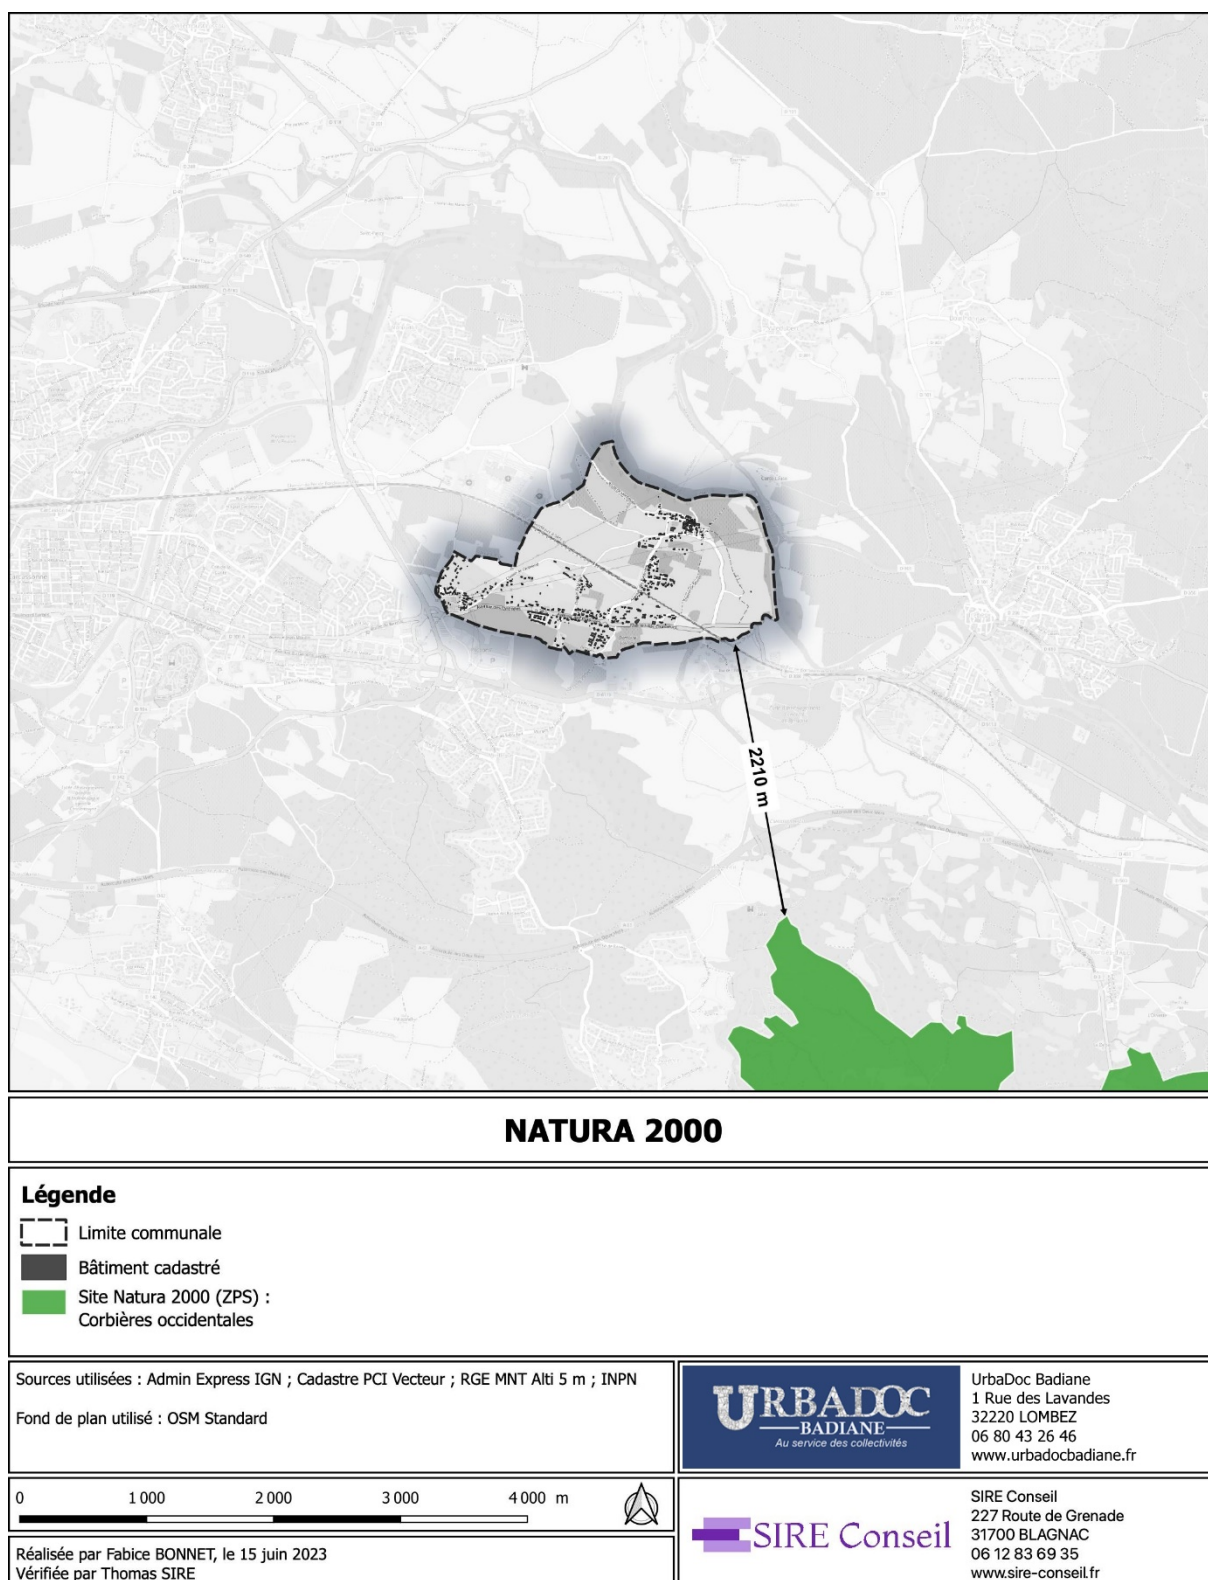 2210 m
NATURA 2000
Légende
Limite communale
Bâtiment cadastré
Site Natura 2000 (ZPS) :
Corbières occidentales
Sources utilisées : Admin Express IGN ; Cadastre PCI Vecteur ; RGE MNT Alti 5 m ; INPN
Fond de plan utilisé : OSM Standard
URBADOC
BADIANE
Au service des collectivités
UrbaDoc Badiane
1 Rue des Lavandes
32220 LOMBEZ
06 80 43 26 46
www.urbadocbadiane.fr
0 1 000 2 000 3 000 4 000 m
SIRE Conseil
SIRE Conseil
227 Route de Grenade
31700 BLAGNAC
06 12 83 69 35
www.sire-conseil.fr
Réalisée par Fabice BONNET, le 15 juin 2023
Vérifiée par Thomas SIRE